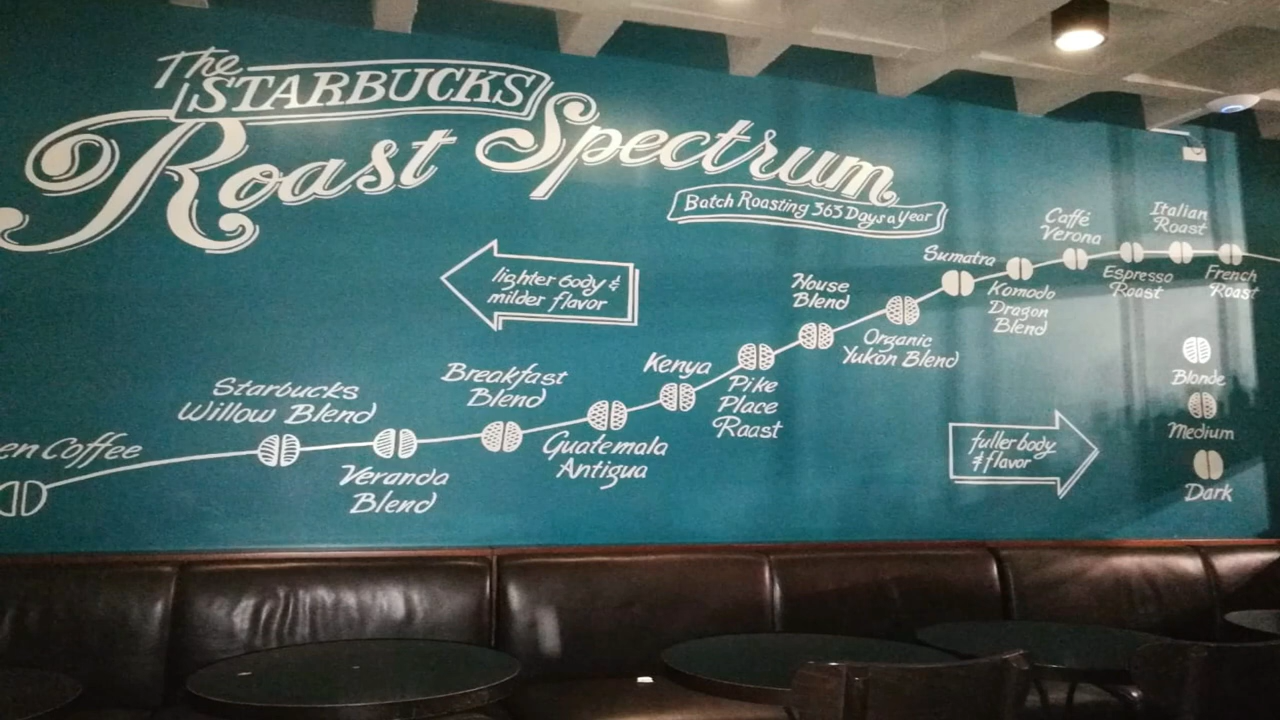 The
STARBUCKS
Roast Spectrum
Batch Roasting 363 Days a Year
lighter body &
milder flavor
en Coffee
Starbucks
Willow Blend
Veranda
Blend
Breakfast
Blend
Guatemala
Antigua
Kenya
Pike
Place
Roast
House
Blend
Organic
Yukon Blend
Sumatra
Komodo
Dragon
Blend
Caffé
Verona
Espresso
Roast
Italian
Roast
French
Roast
fuller body
& flavor
Blonde
Medium
Dark